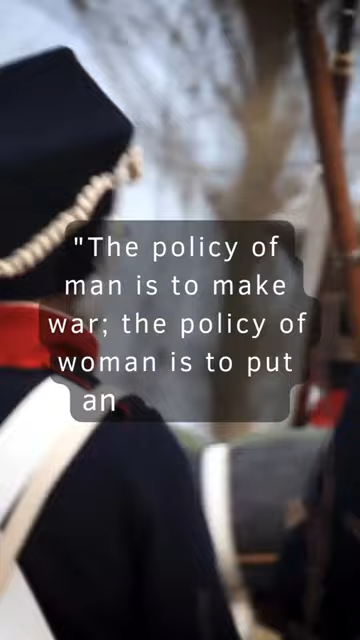 "The policy of
man is to make
war; the policy of
woman is to put
an